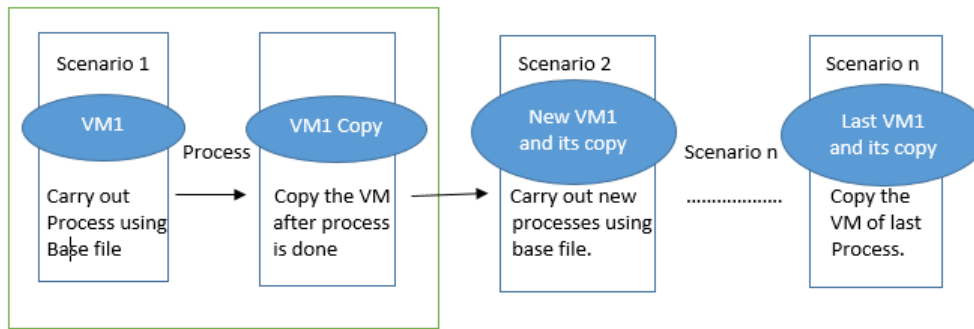 Scenario 1
VM1
Carry out
Process using
Base file
Process
VM1 Copy
Copy the VM
after process
is done
Scenario 2
New VM1
and its copy
Carry out new
processes using
base file.
Scenario n
....................
Scenario n
Last VM1
and its copy
Copy the
VM of last
Process.